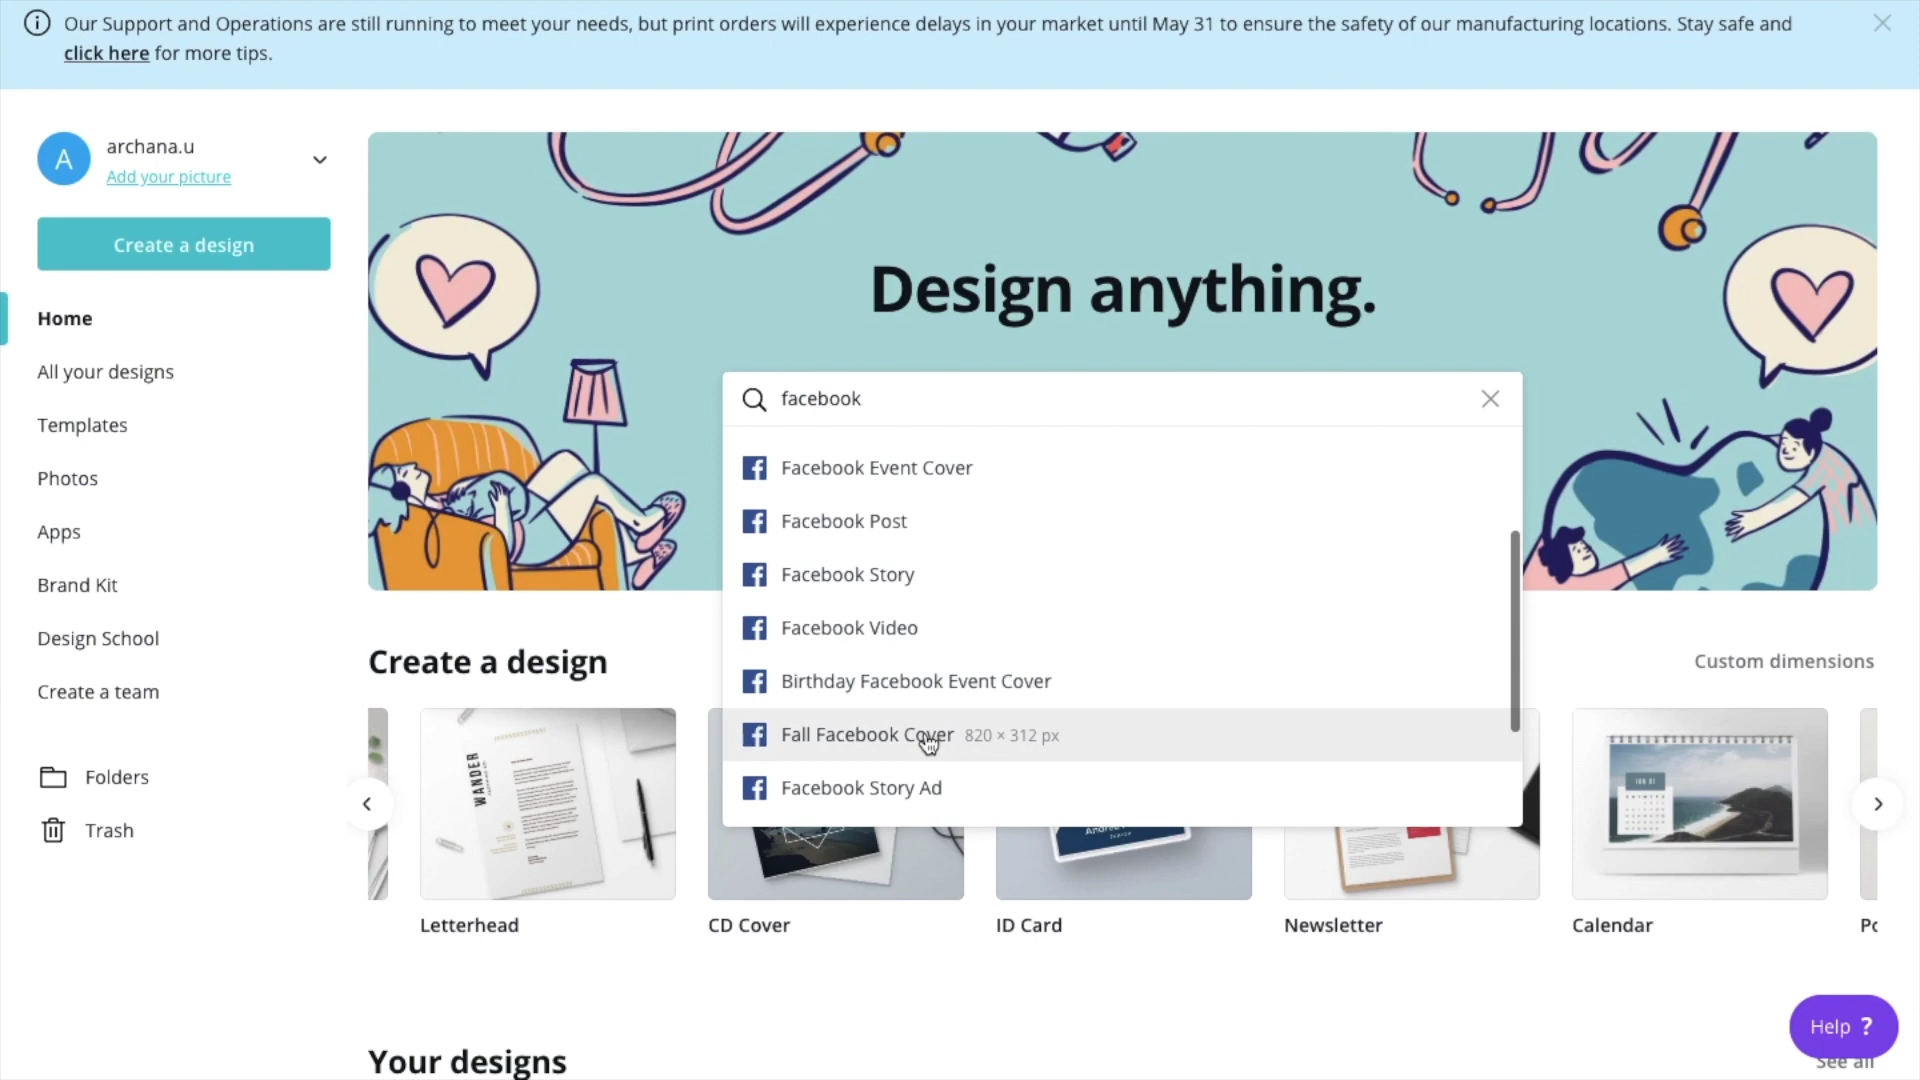 Our Support and Operations are still running to meet your needs, but print orders will experience delays in your market until May 31 to ensure the safety of our manufacturing locations. Stay safe and
click here for more tips.
A
archana.u
Add your picture
Create a design
Home
All your designs
Templates
Photos
Apps
Brand Kit
Design School
Create a team
Folders
Trash
Design anything.
facebook
Facebook Event Cover
Facebook Post
Facebook Story
Facebook Video
Birthday Facebook Event Cover
Fall Facebook Cover 820 × 312 px
Facebook Story Ad
Create a design
Custom dimensions
WANDER
Letterhead
CD Cover
ID Card
Newsletter
Calendar
Po
Your designs
See all
Help ?